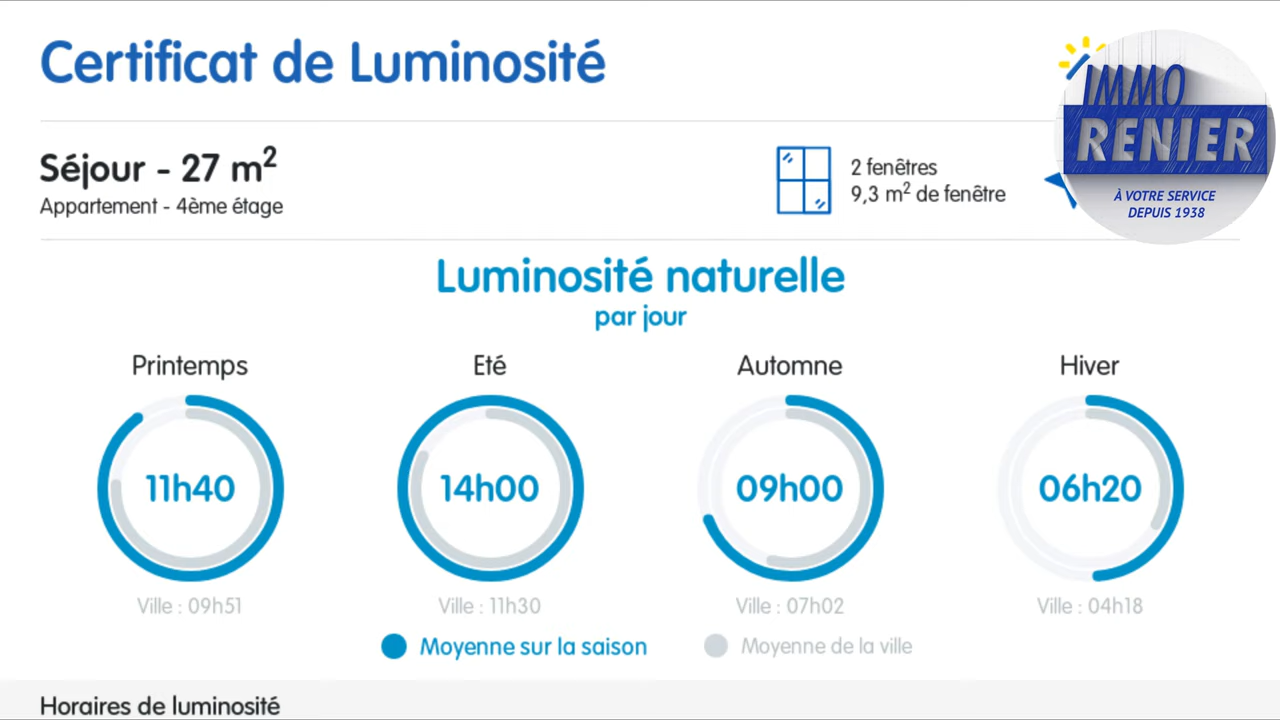 Certificat de Luminosité
IMMO
RENIER
À VOTRE SERVICE
DEPUIS 1938
Séjour - 27 m²
Appartement - 4ème étage
2 fenêtres
9,3 m² de fenêtre
Luminosité naturelle
par jour
Printemps
Eté
Automne
Hiver
11h40
14h00
09h00
06h20
Ville : 09h51
Ville : 11h30
Ville : 07h02
Ville : 04h18
Moyenne sur la saison
Moyenne de la ville
Horaires de luminosité